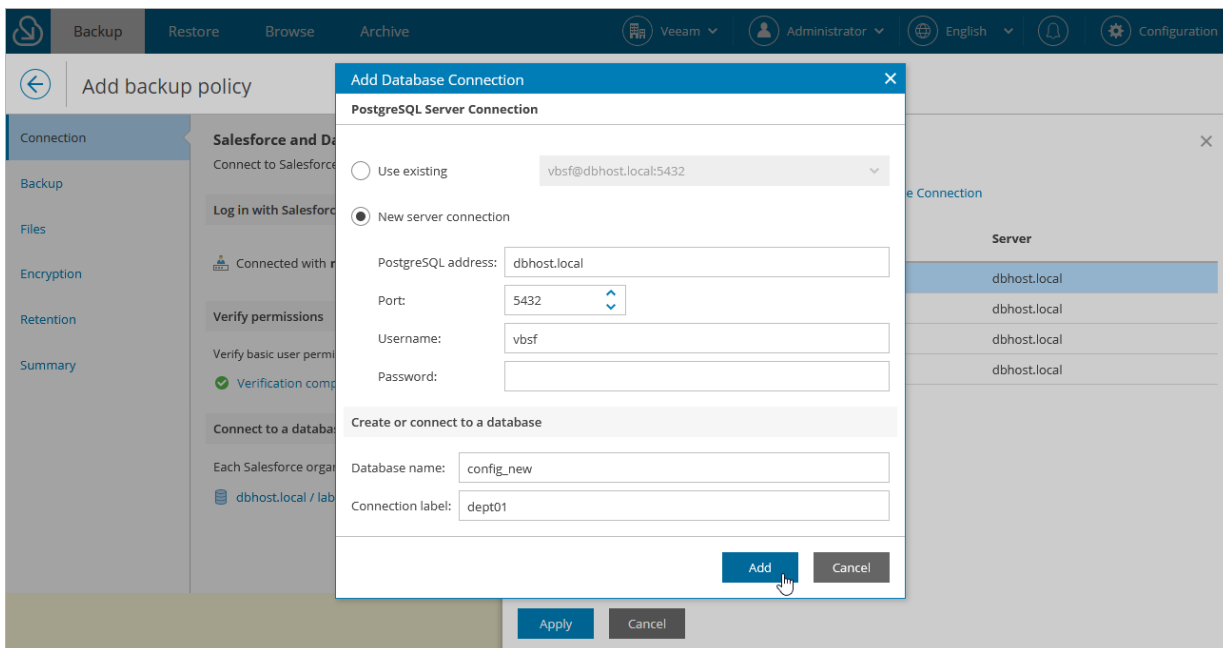 Backup Restore Browse Archive Veeam Administrator English Configuration
Add backup policy
Connection
Backup
Files
Encryption
Retention
Summary
Salesforce and Da
Connect to Salesforce
Log in with Salesforc
Connected with r
Verify permissions
Verify basic user permi
Verification comp
Connect to a databa
Each Salesforce organ
dbhost.local / lab
Add Database Connection
PostgreSQL Server Connection
Use existing vbsf@dbhost.local:5432
New server connection
PostgreSQL address: dbhost.local
Port: 5432
Username: vbsf
Password:
Create or connect to a database
Database name: config_new
Connection label: dept01
Add Cancel
e Connection
Server
dbhost.local
dbhost.local
dbhost.local
dbhost.local
Apply Cancel